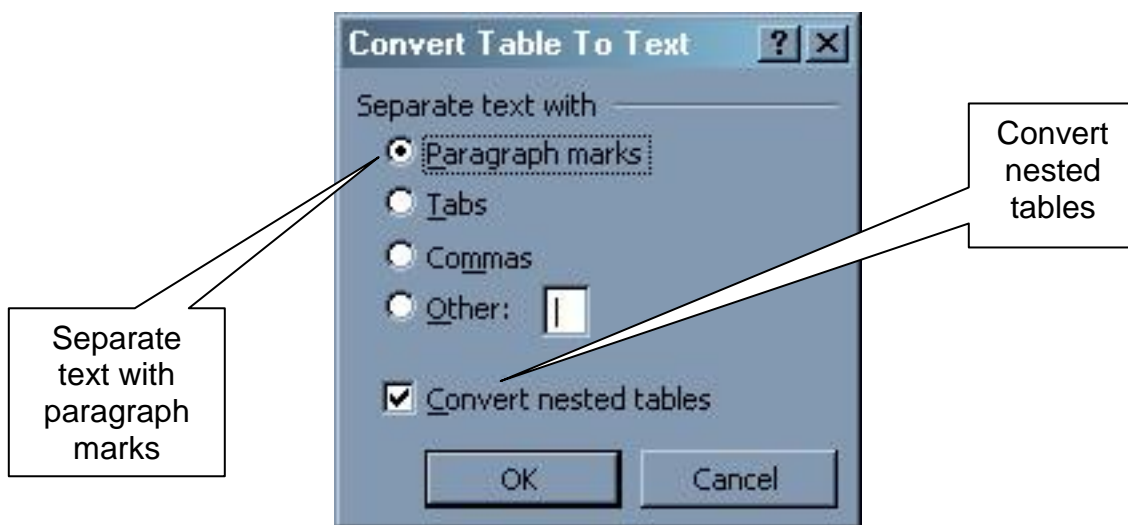 Convert Table To Text
Separate text with
Paragraph marks
Tabs
Commas
Other: |
Convert nested tables
OK Cancel
Separate
text with
paragraph
marks
Convert
nested
tables